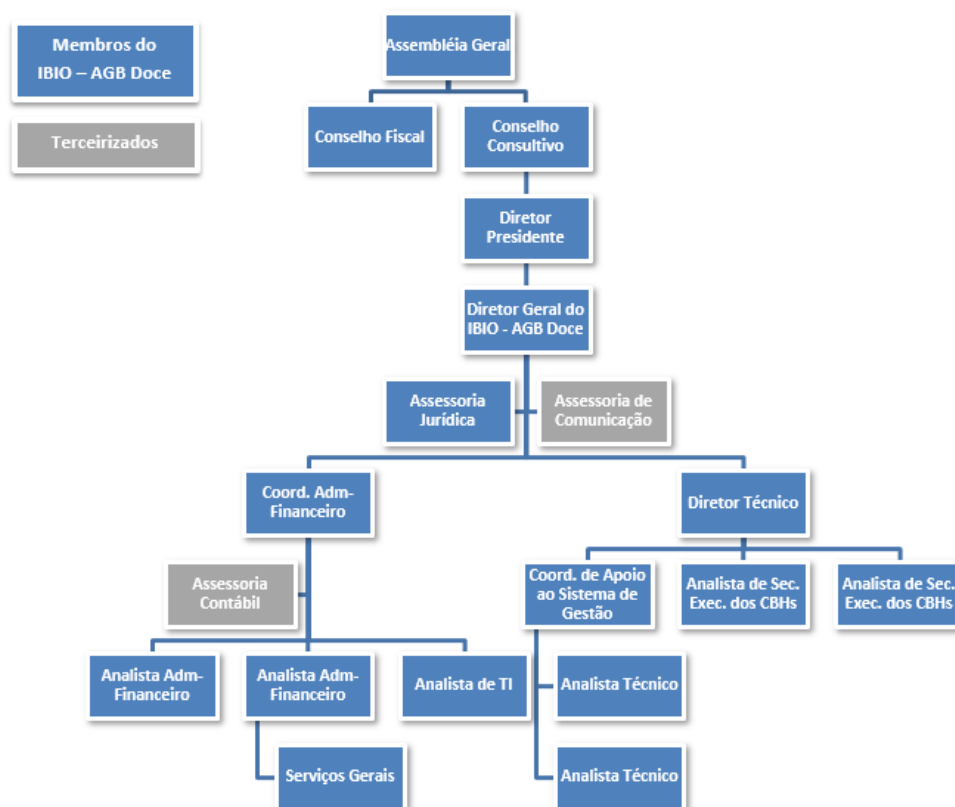 Membros do
IBIO – AGB Doce
Terceirizados
Assembléia Geral
Conselho Fiscal
Conselho
Consultivo
Diretor
Presidente
Diretor Geral do
IBIO - AGB Doce
Assessoria
Jurídica
Assessoria de
Comunicação
Coord. Adm-
Financeiro
Diretor Técnico
Assessoria
Contábil
Coord. de Apoio
ao Sistema de
Gestão
Analista de Sec.
Exec. dos CBHs
Analista de Sec.
Exec. dos CBHs
Analista Adm-
Financeiro
Analista Adm-
Financeiro
Analista de TI
Analista Técnico
Serviços Gerais
Analista Técnico